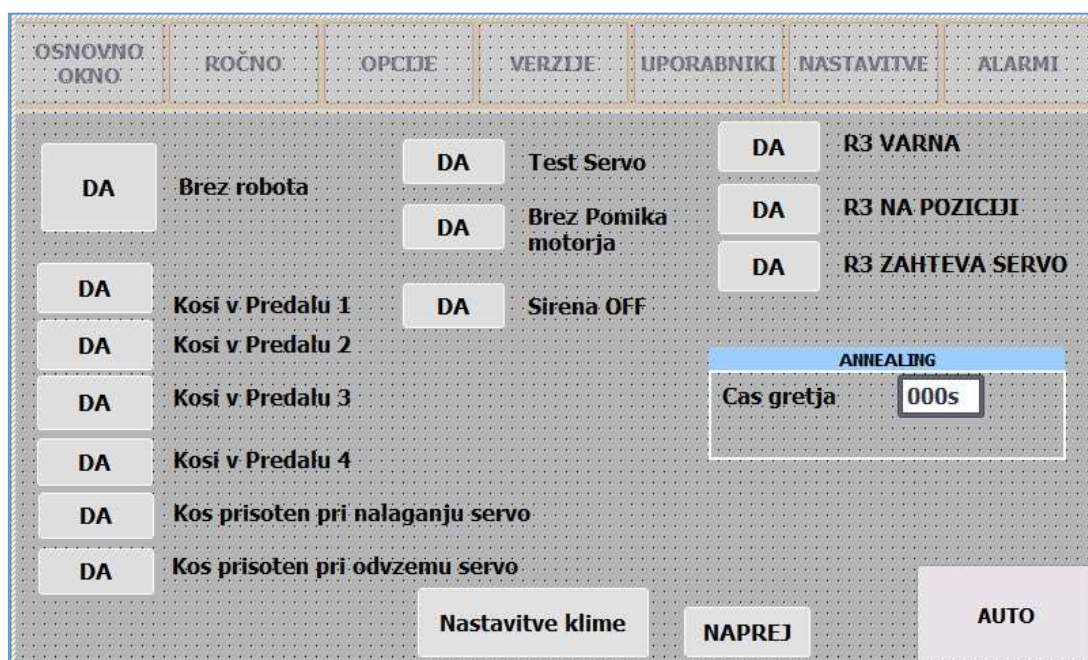 OSNOVNO
OKNO
ROČNO
OPCIJE
VERZIJE
UPORABNIKI
NASTAVITVE
ALARMI
DA
Brez robota
DA
Kosi v Predalu 1
DA
Kosi v Predalu 2
DA
Kosi v Predalu 3
DA
Kosi v Predalu 4
DA
Kos prisoten pri nalaganju servo
DA
Kos prisoten pri odvzemu servo
DA
Test Servo
DA
Brez Pomika
motorja
DA
Sirena OFF
DA
R3 VARNA
DA
R3 NA POZICIJI
DA
R3 ZAHTEVA SERVO
ANNEALING
Cas gretja
000s
Nastavitve klime
NAPREJ
AUTO